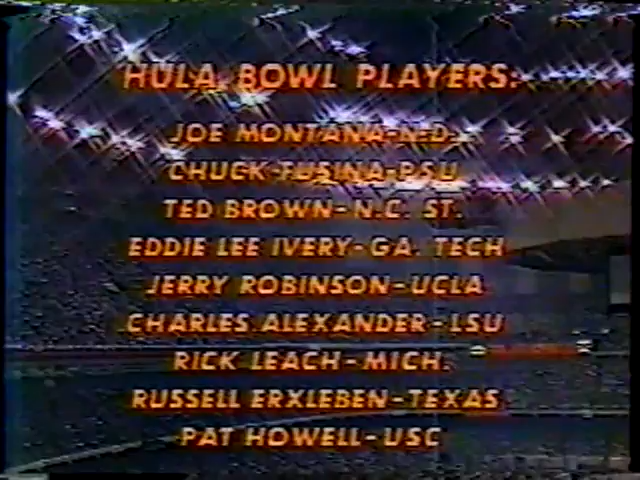 HULA BOWL PLAYERS:
JOE MONTANA-N.D.
CHUCK FUSINA-PSU
TED BROWN-N.C. ST.
EDDIE LEE IVERY-GA. TECH
JERRY ROBINSON-UCLA
CHARLES ALEXANDER-LSU
RICK LEACH-MICH.
RUSSELL ERXLEBEN-TEXAS
PAT HOWELL-USC